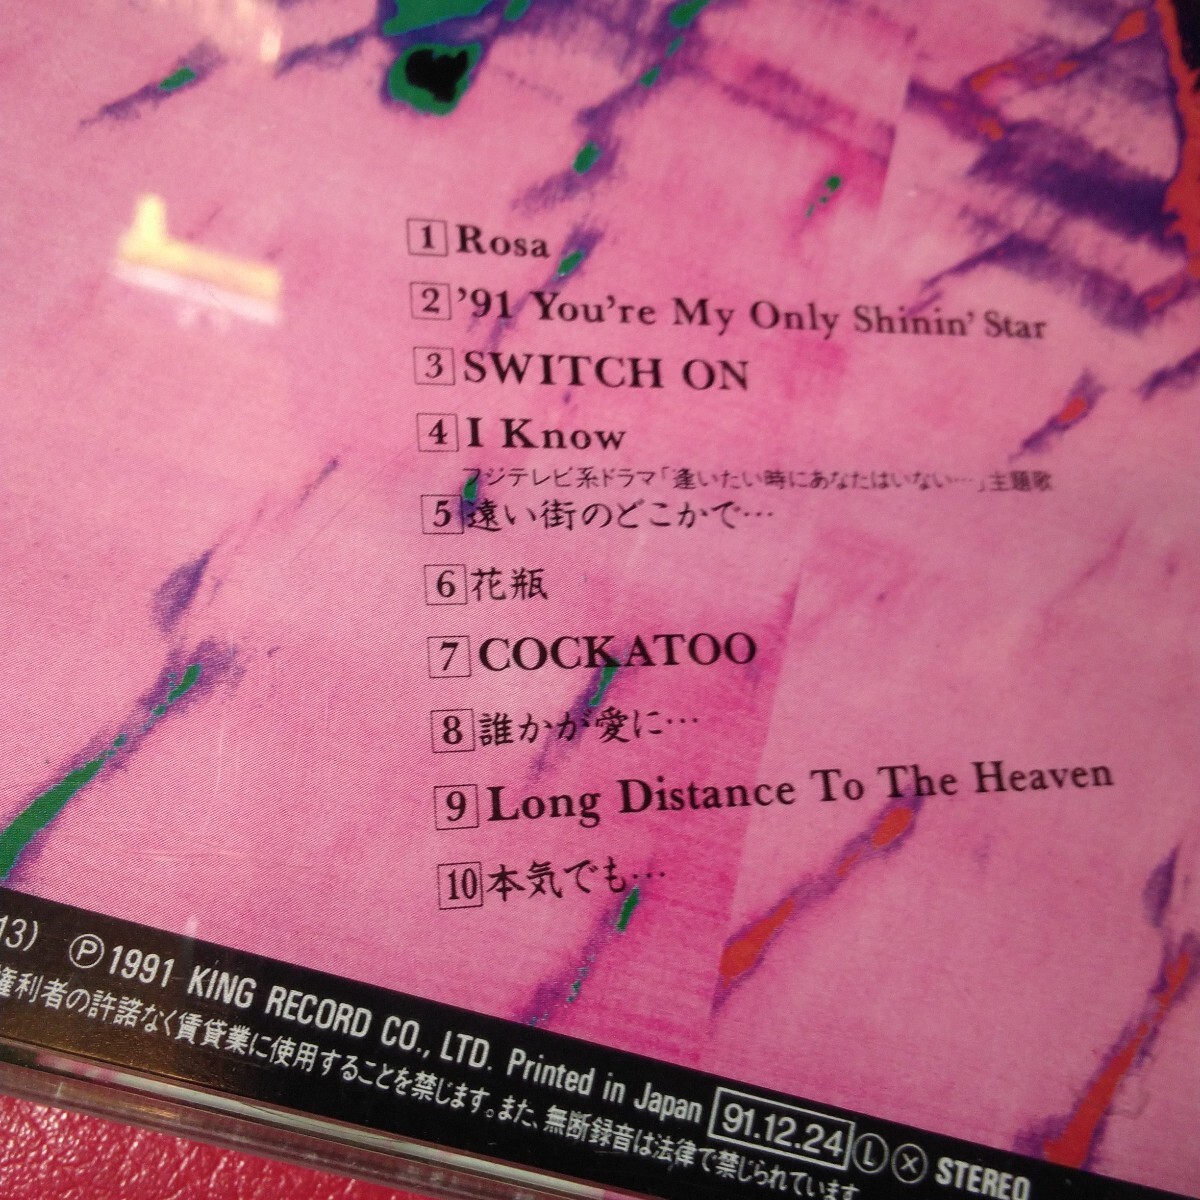 1 Rosa
2 ’91 You’re My Only Shinin’ Star
3 SWITCH ON
4 I Know
フジテレビ系ドラマ「逢いたい時にあなたはいない…」主題歌
5 遠い街のどこかで…
6 花瓶
7 COCKATOO
8 誰かが愛に…
9 Long Distance To The Heaven
10 本気でも…
13) Ⓟ1991 KING RECORD CO., LTD. Printed in Japan 91.12.24 Ⓛ ⓧ STEREO
権利者の許諾なく賃貸業に使用することを禁じます。また、無断録音は法律で禁じられています